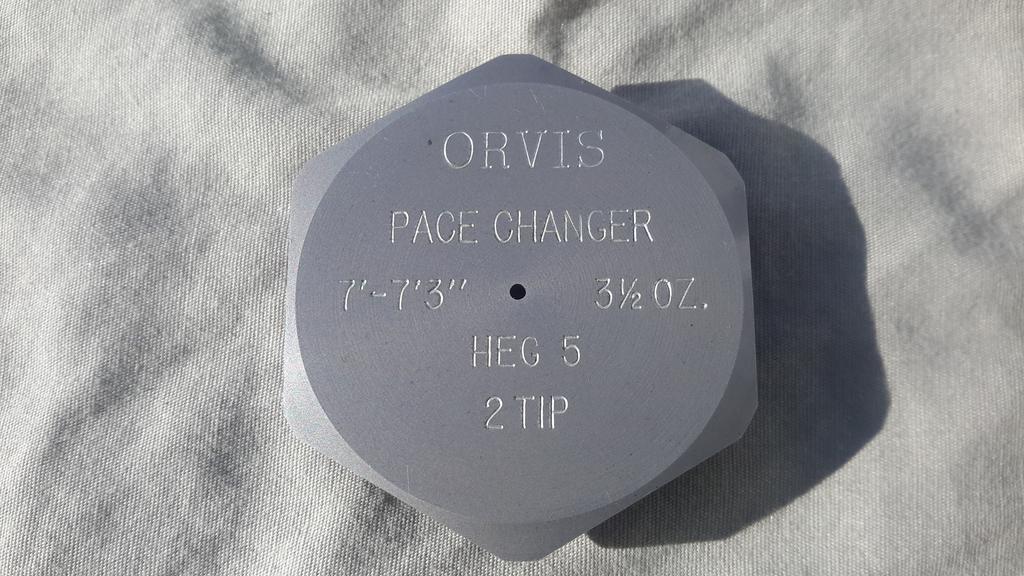 ORVIS
PACE CHANGER
7'-7'3'' 3½ OZ.
HEG 5
2 TIP